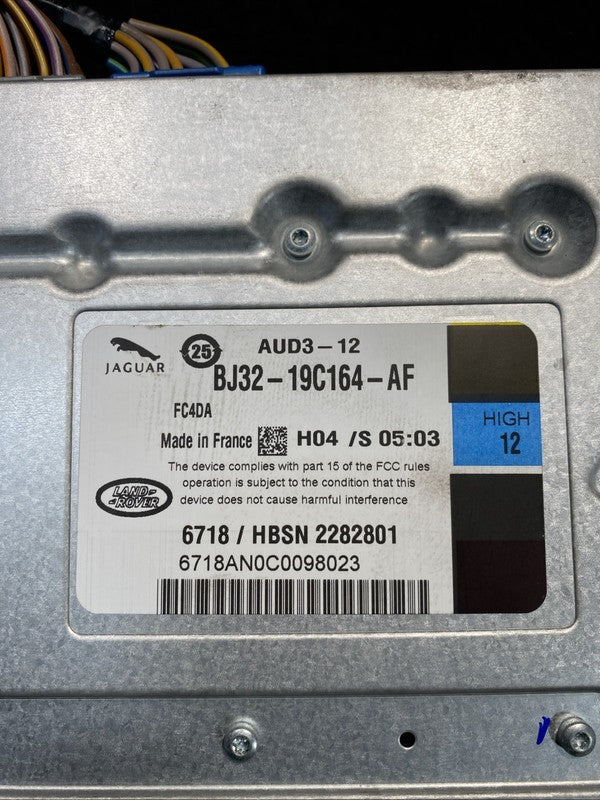 JAGUAR
25
AUD3-12
BJ32-19C164-AF
FC4DA
Made in France H04 /S 05:03
The device complies with part 15 of the FCC rules
operation is subject to the condition that this
device does not cause harmful interference
LAND-
ROVER
6718 / HBSN 2282801
6718AN0C0098023
HIGH
12